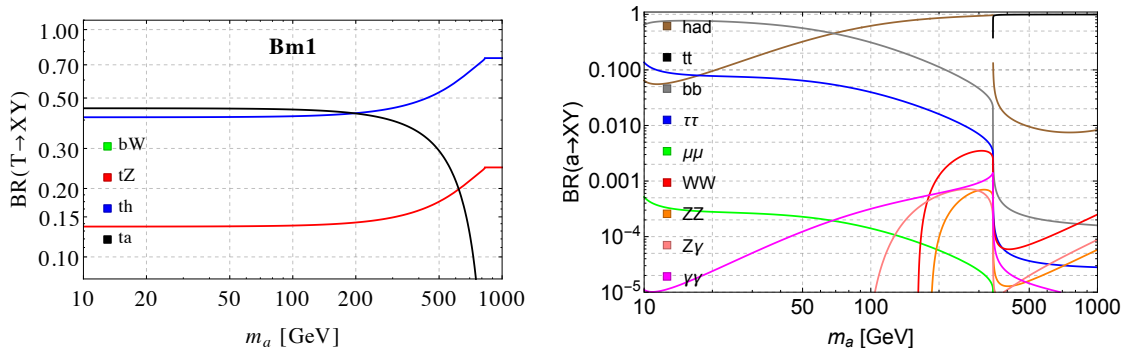 Bm1
BR(T→XY)
1.00
0.70
0.50
0.30
0.20
0.15
0.10
bW
tZ
th
ta
10
20
50
100
200
500
1000
m_a [GeV]
BR(a→XY)
1
0.100
0.010
0.001
10⁻⁴
10⁻⁵
had
tt
bb
ττ
μμ
WW
ZZ
Zγ
γγ
10
50
100
500
1000
m_a [GeV]